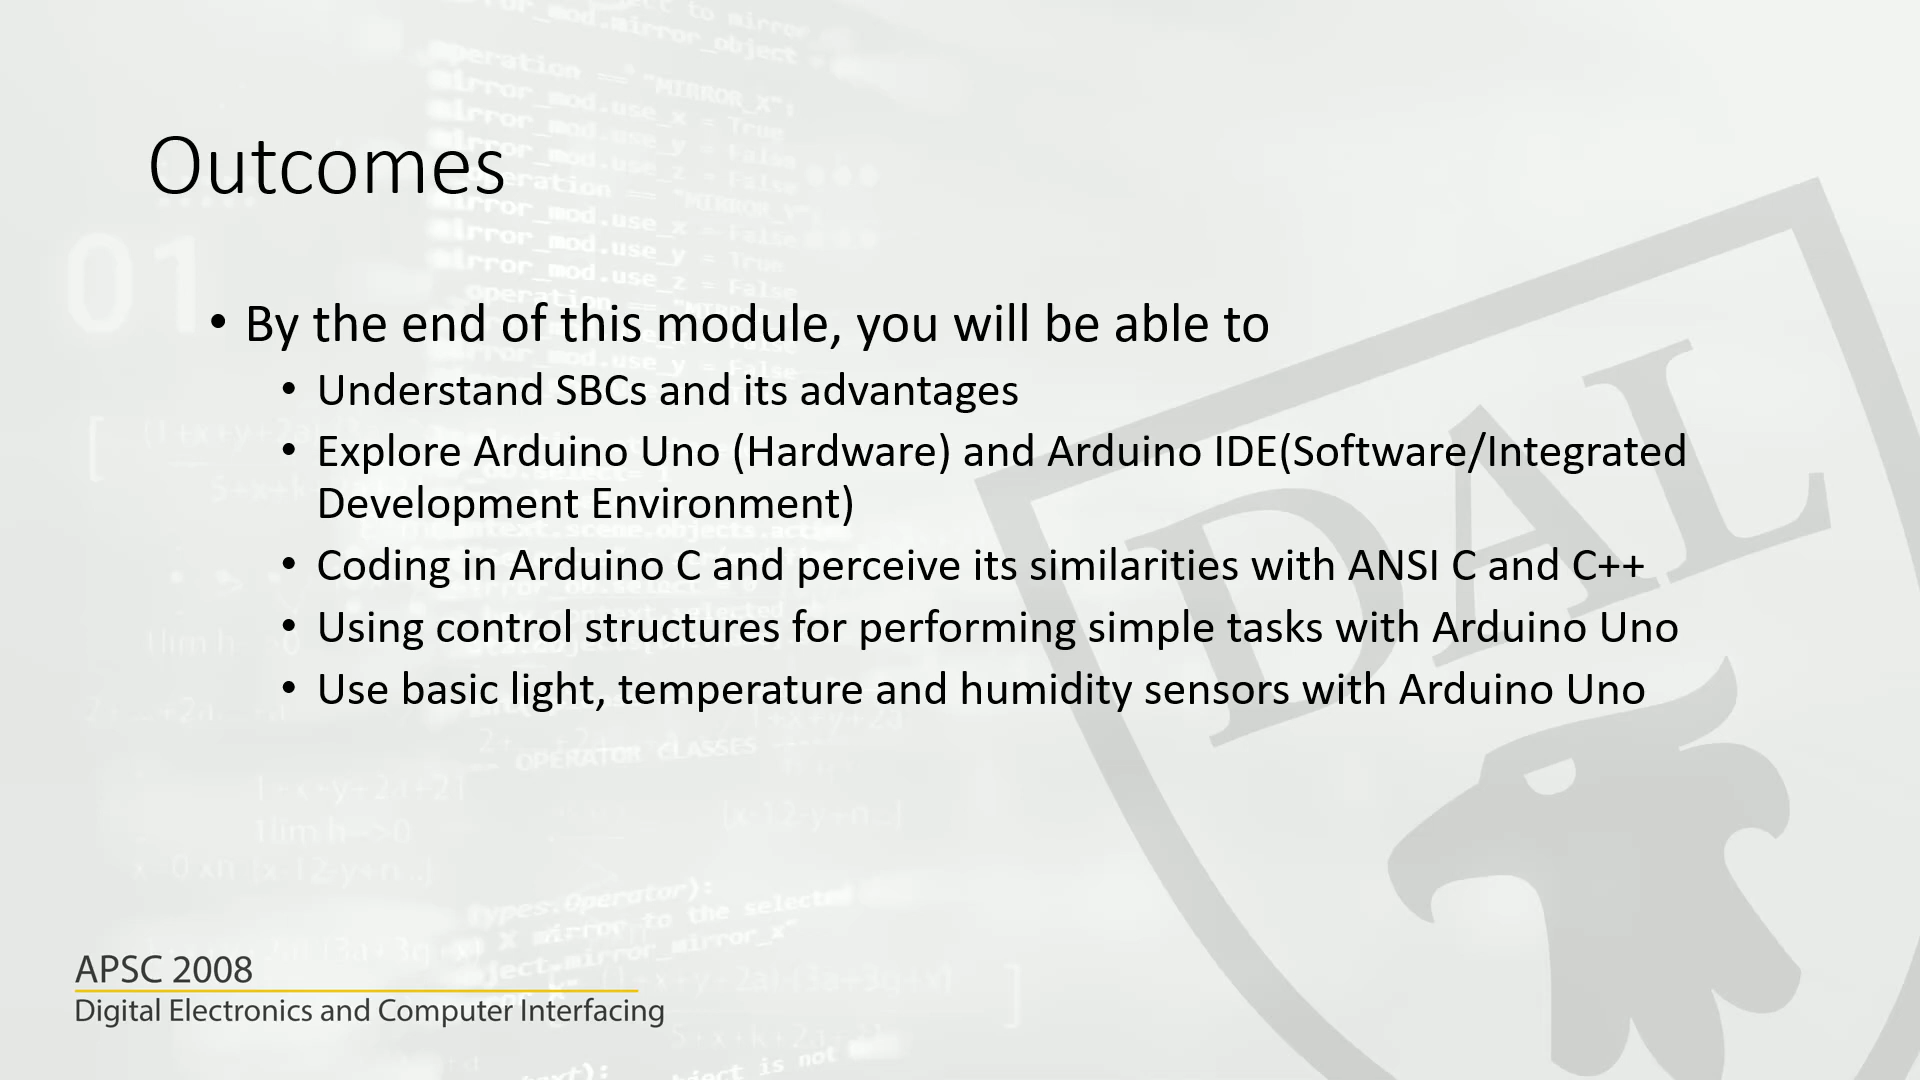 Outcomes
• By the end of this module, you will be able to
• Understand SBCs and its advantages
• Explore Arduino Uno (Hardware) and Arduino IDE(Software/Integrated
Development Environment)
• Coding in Arduino C and perceive its similarities with ANSI C and C++
• Using control structures for performing simple tasks with Arduino Uno
• Use basic light, temperature and humidity sensors with Arduino Uno
DAL
APSC 2008
Digital Electronics and Computer Interfacing